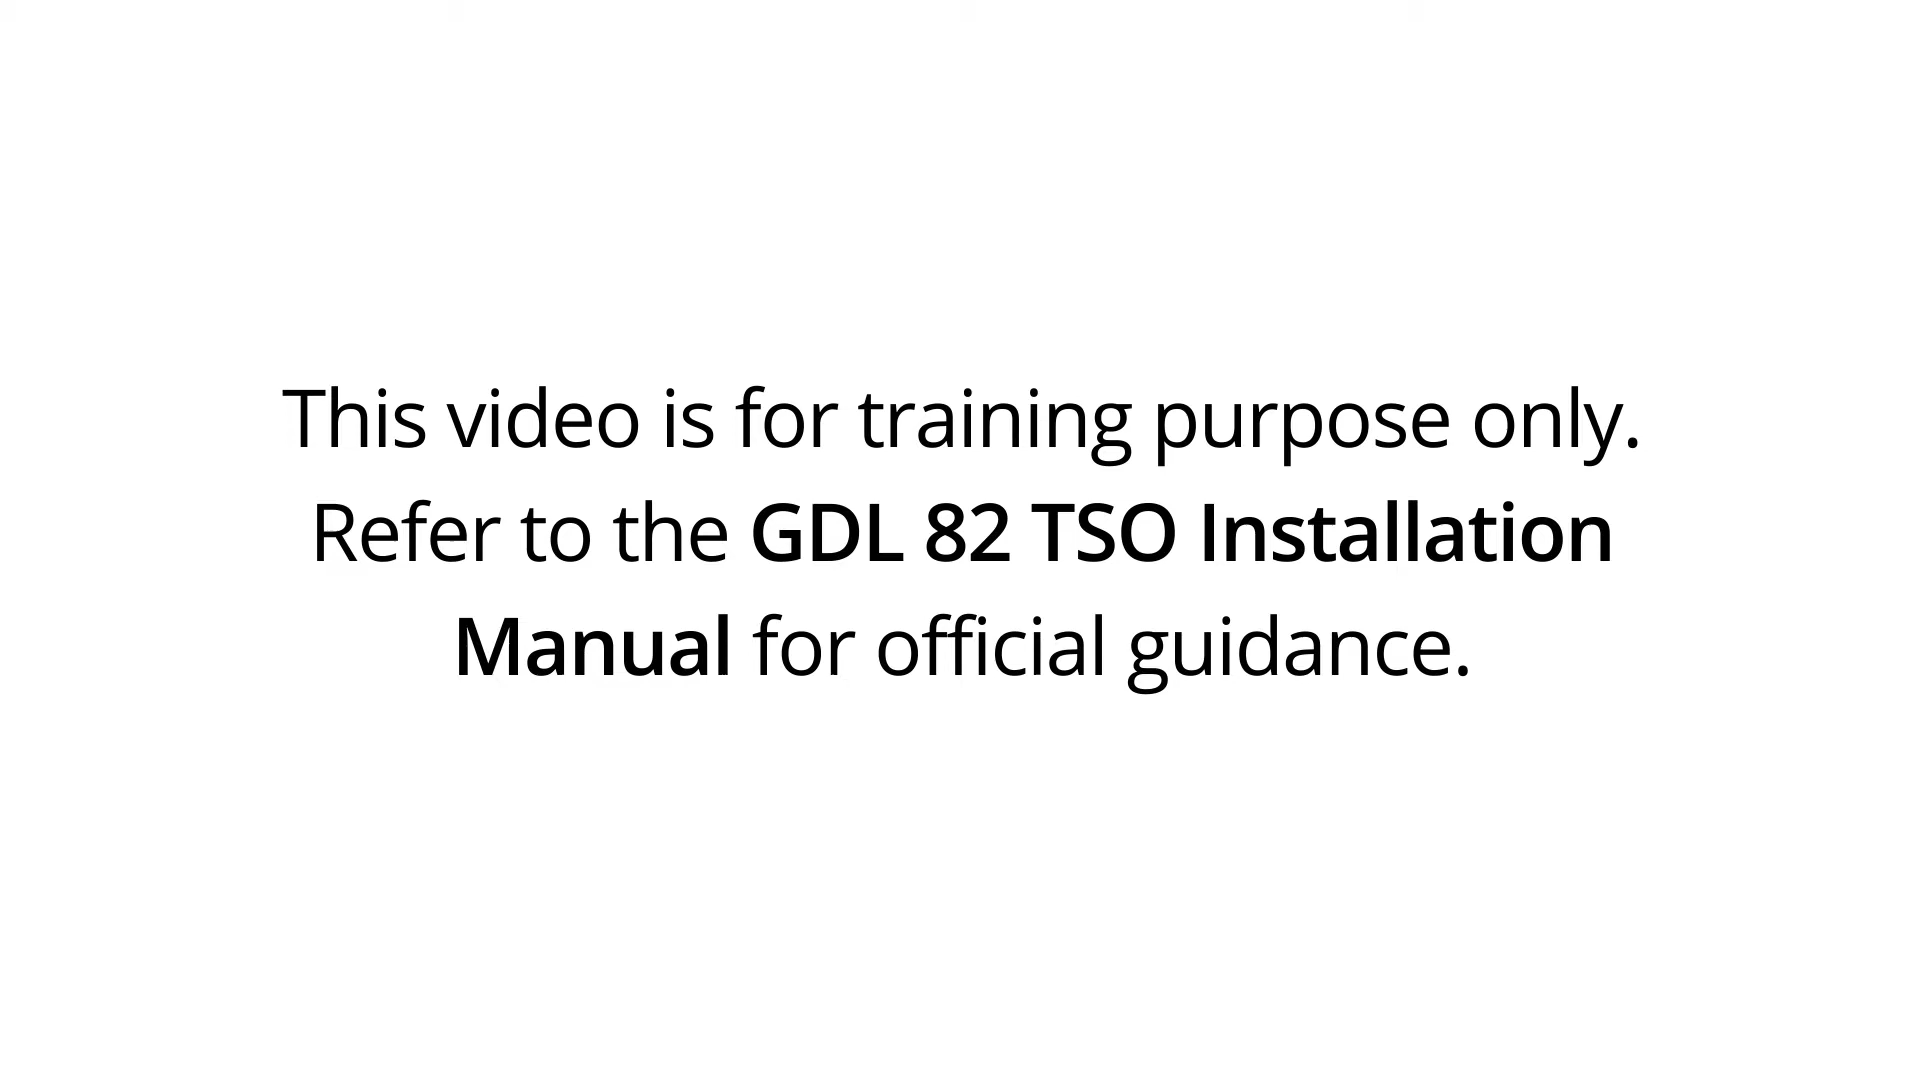 This video is for training purpose only.
Refer to the GDL 82 TSO Installation
Manual for official guidance.